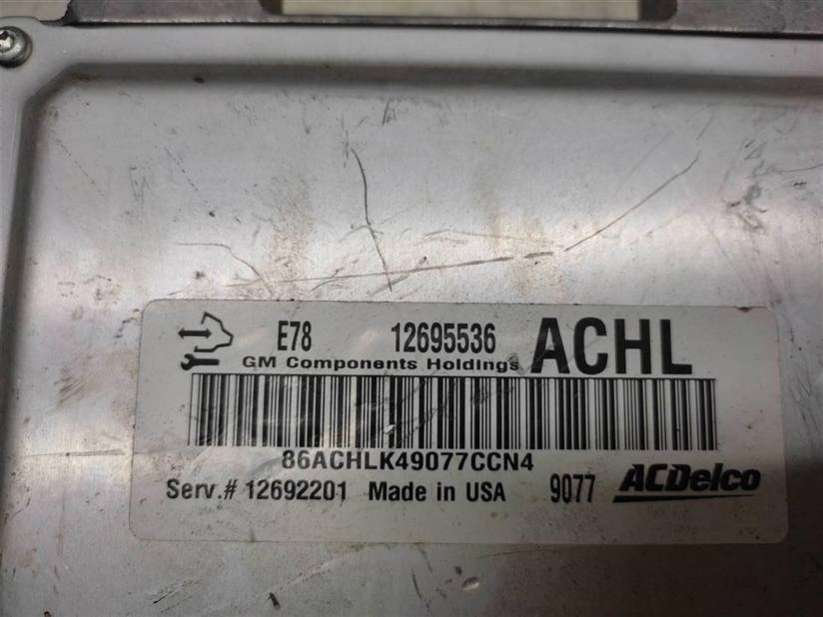 E78 12695536 ACHL
GM Components Holdings
86ACHLK49077CCN4
Serv.# 12692201 Made in USA 9077 ACDelco